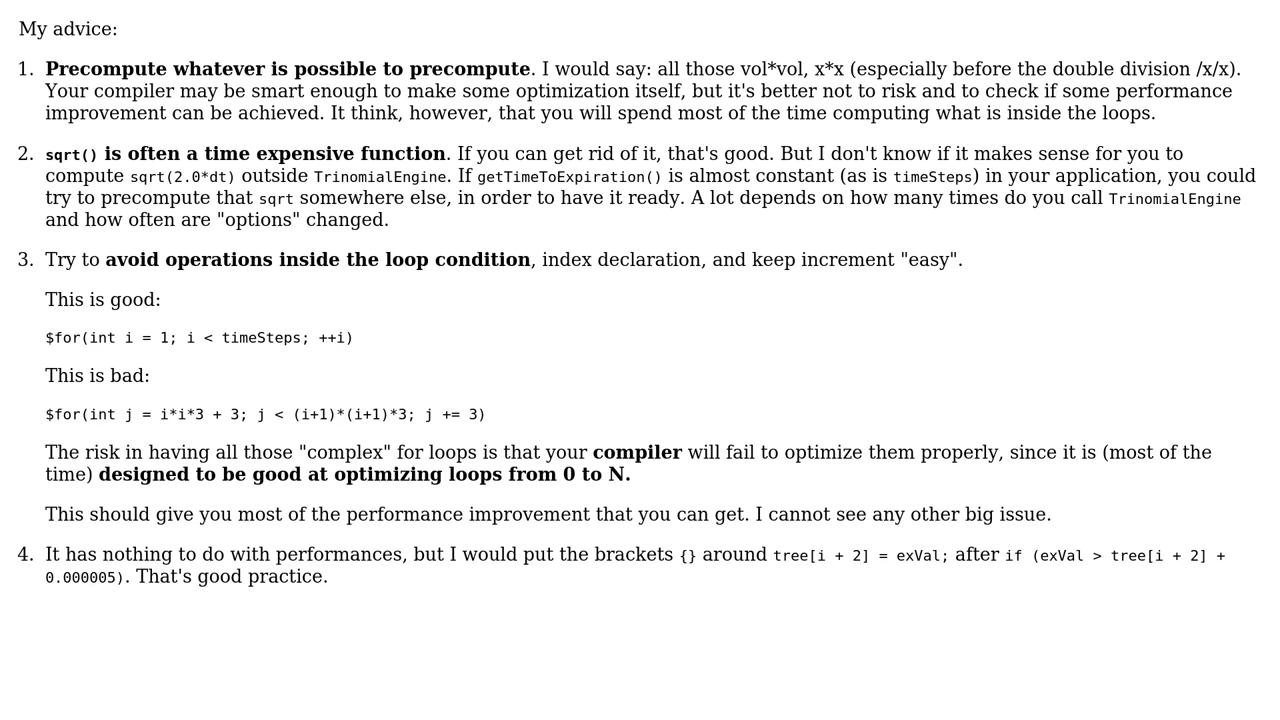 My advice:
1. Precompute whatever is possible to precompute. I would say: all those vol*vol, x*x (especially before the double division /x/x).
Your compiler may be smart enough to make some optimization itself, but it's better not to risk and to check if some performance
improvement can be achieved. It think, however, that you will spend most of the time computing what is inside the loops.
2. sqrt() is often a time expensive function. If you can get rid of it, that's good. But I don't know if it makes sense for you to
compute sqrt(2.0*dt) outside TrinomialEngine. If getTimeToExpiration() is almost constant (as is timeSteps) in your application, you could
try to precompute that sqrt somewhere else, in order to have it ready. A lot depends on how many times do you call TrinomialEngine
and how often are "options" changed.
3. Try to avoid operations inside the loop condition, index declaration, and keep increment "easy".
This is good:
$for(int i = 1; i < timeSteps; ++i)
This is bad:
$for(int j = i*i*3 + 3; j < (i+1)*(i+1)*3; j += 3)
The risk in having all those "complex" for loops is that your compiler will fail to optimize them properly, since it is (most of the
time) designed to be good at optimizing loops from 0 to N.
This should give you most of the performance improvement that you can get. I cannot see any other big issue.
4. It has nothing to do with performances, but I would put the brackets {} around tree[i + 2] = exVal; after if (exVal > tree[i + 2] +
0.000005). That's good practice.